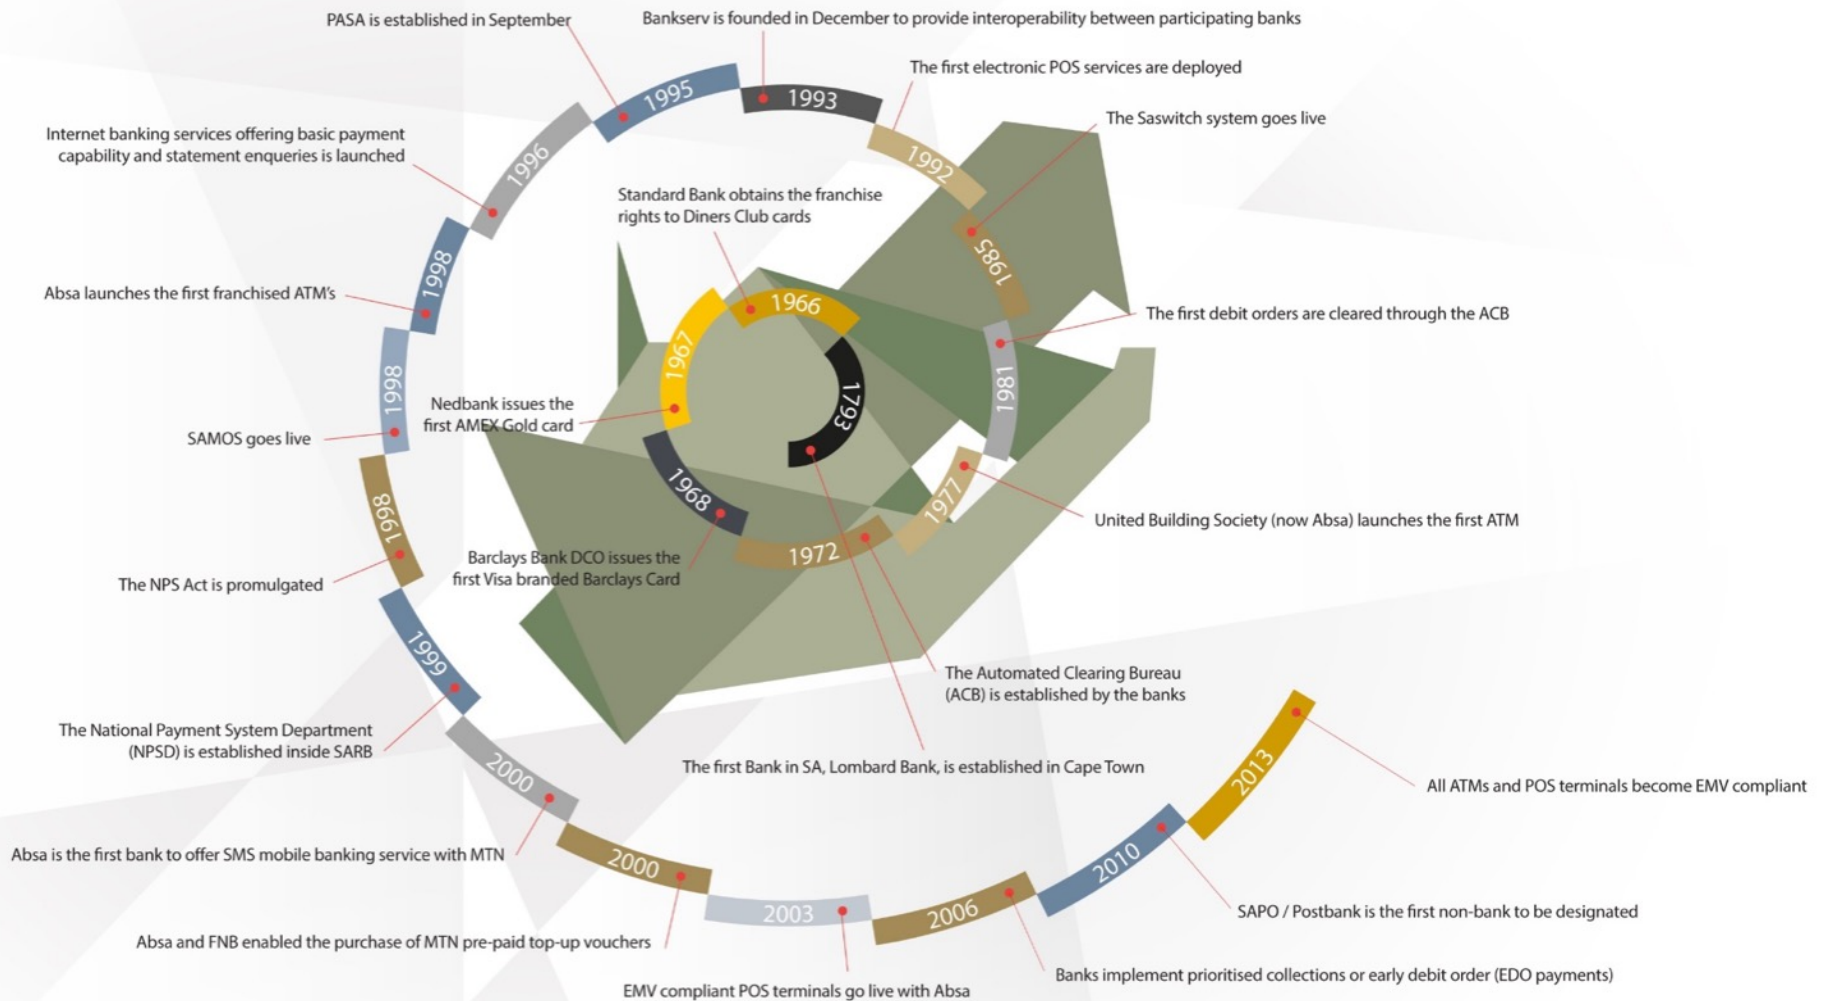 PASA is established in September
Bankserv is founded in December to provide interoperability between participating banks
The first electronic POS services are deployed
The Saswitch system goes live
Internet banking services offering basic payment
capability and statement enqueries is launched
Standard Bank obtains the franchise
rights to Diners Club cards
Absa launches the first franchised ATM's
The first debit orders are cleared through the ACB
Nedbank issues the
first AMEX Gold card
SAMOS goes live
United Building Society (now Absa) launches the first ATM
Barclays Bank DCO issues the
first Visa branded Barclays Card
The NPS Act is promulgated
The Automated Clearing Bureau
(ACB) is established by the banks
The National Payment System Department
(NPSD) is established inside SARB
The first Bank in SA, Lombard Bank, is established in Cape Town
All ATMs and POS terminals become EMV compliant
Absa is the first bank to offer SMS mobile banking service with MTN
SAPO / Postbank is the first non-bank to be designated
Absa and FNB enabled the purchase of MTN pre-paid top-up vouchers
Banks implement prioritised collections or early debit order (EDO payments)
EMV compliant POS terminals go live with Absa
1793
1966
1967
1968
1972
1977
1981
1985
1992
1993
1995
1996
1998
1998
1998
1999
2000
2000
2003
2006
2010
2013